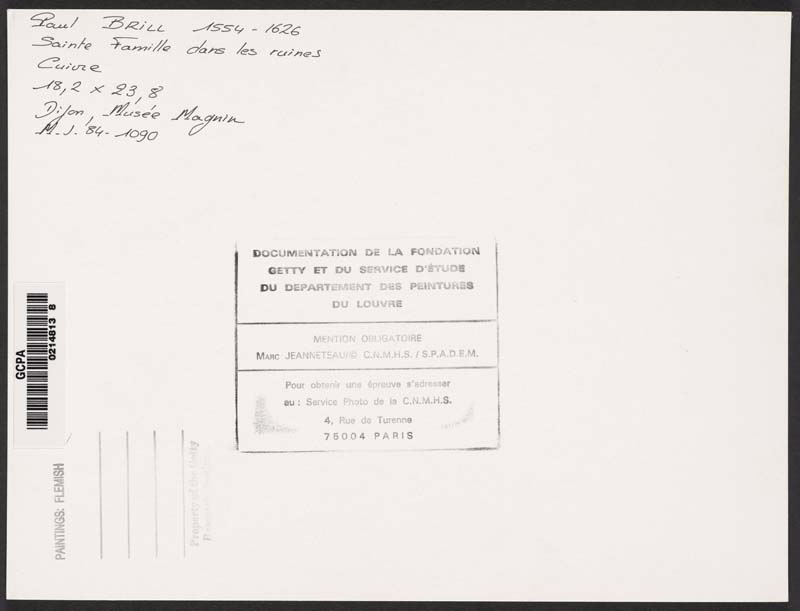 Paul BRILL 1554-1626
Sainte Famille dans les ruines
Cuivre
18,2 x 23,8
Dijon, Musée Magnin
M.J. 84-1090
DOCUMENTATION DE LA FONDATION
GETTY ET DU SERVICE D'ÉTUDE
DU DEPARTEMENT DES PEINTURES
DU LOUVRE
MENTION OBLIGATOIRE
MARC JEANNETEAU/© C.N.M.H.S. / S.P.A.D.E.M.
Pour obtenir une épreuve s'adresser
au : Service Photo de la C.N.M.H.S.
4, Rue de Turenne
75004 PARIS
GCPA
0214813 8
PAINTINGS: FLEMISH
Property of the Getty